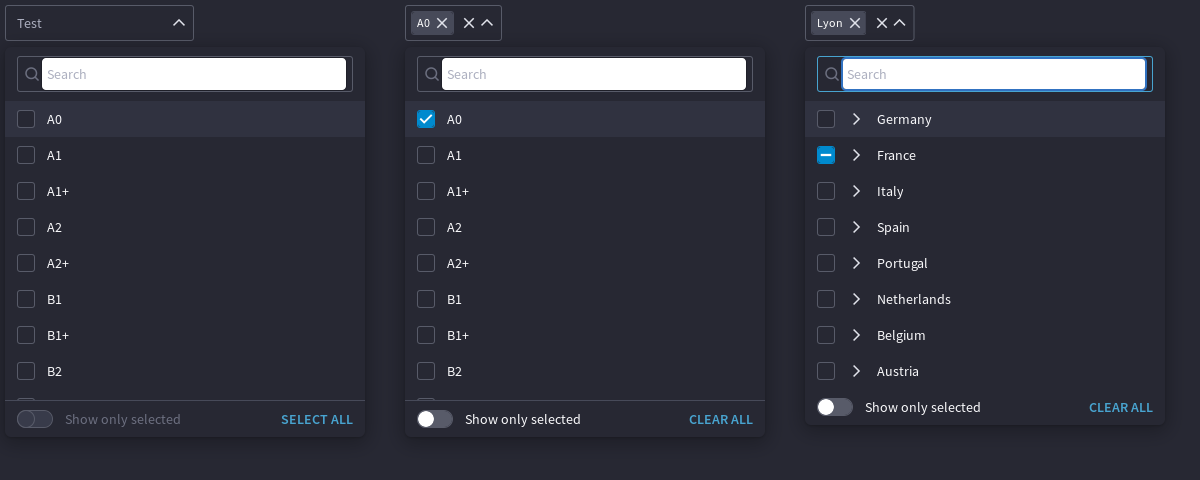 Test
Search
A0
A1
A1+
A2
A2+
B1
B1+
B2
Show only selected SELECT ALL
A0
Search
A0
A1
A1+
A2
A2+
B1
B1+
B2
Show only selected CLEAR ALL
Lyon
Search
Germany
France
Italy
Spain
Portugal
Netherlands
Belgium
Austria
Show only selected CLEAR ALL